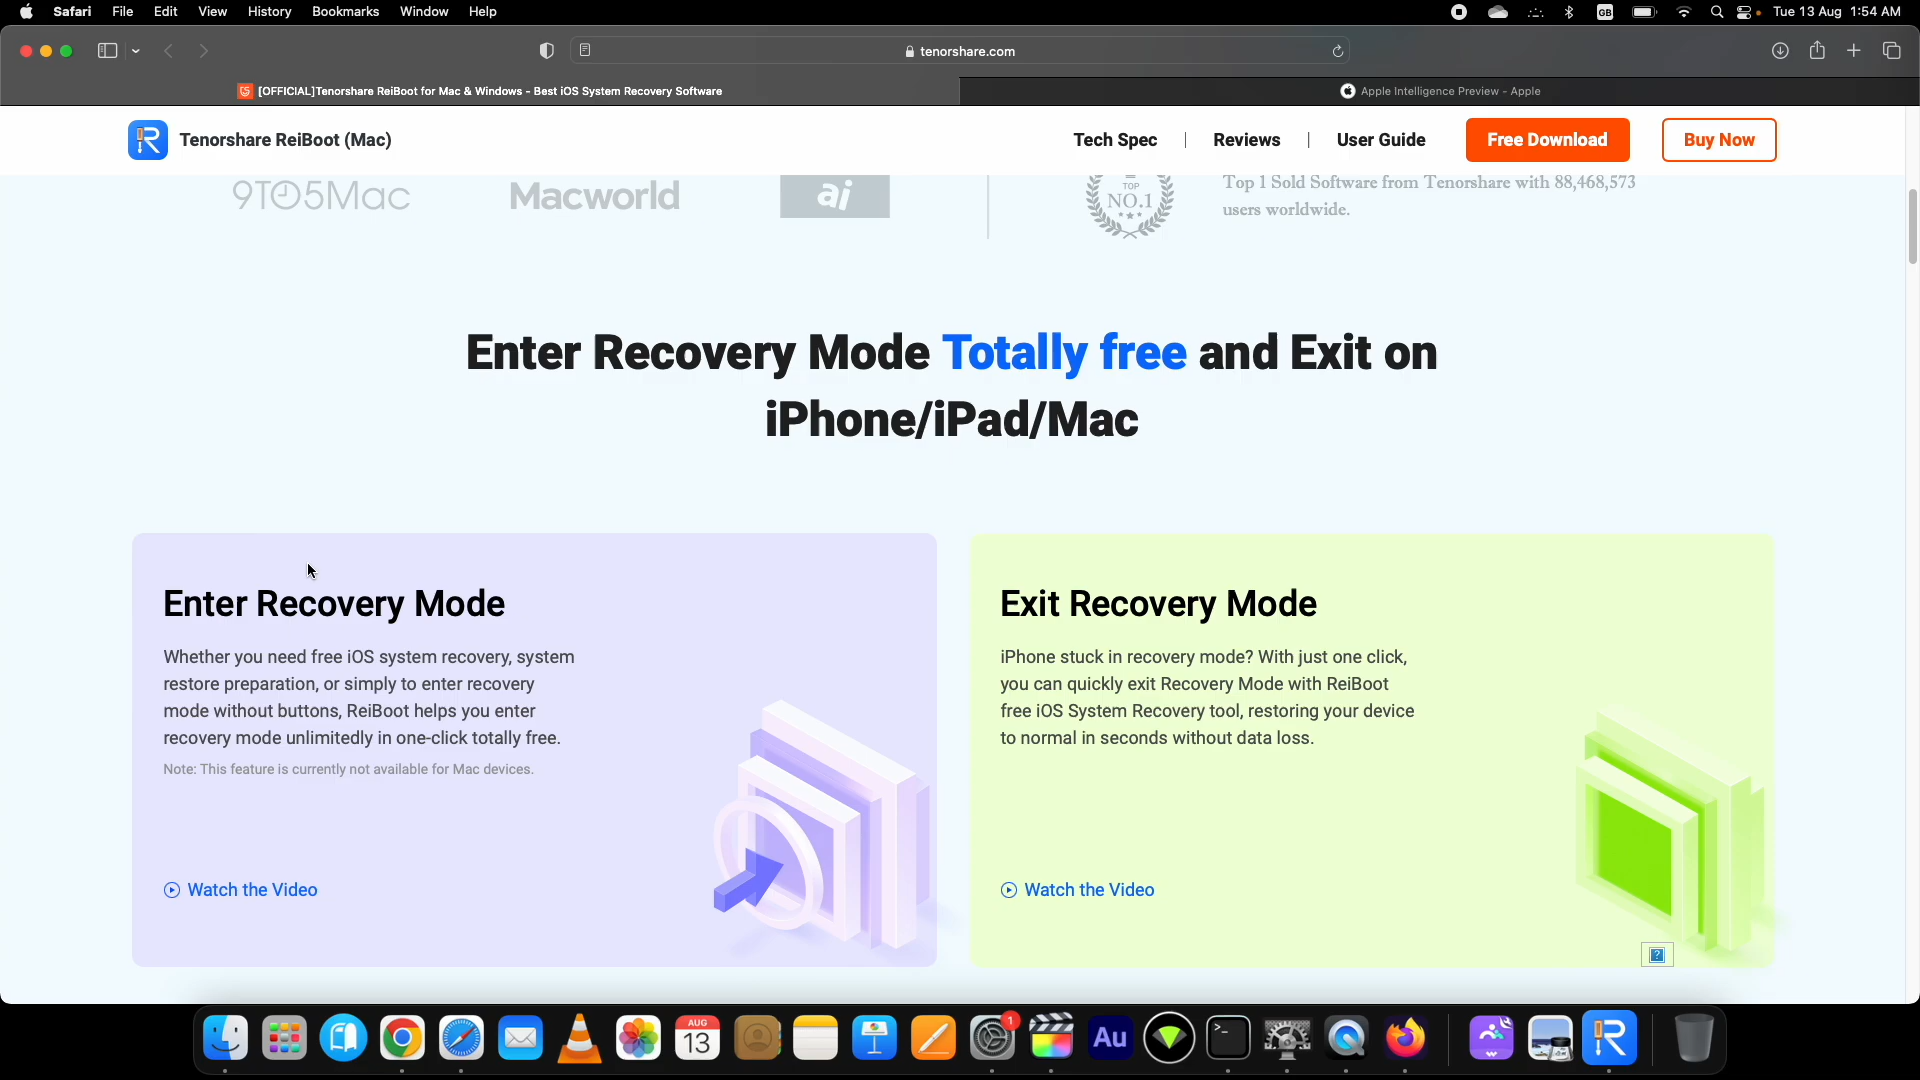 Safari File Edit View History Bookmarks Window Help
GB
Tue 13 Aug 1:54 AM
tenorshare.com
[OFFICIAL]Tenorshare ReiBoot for Mac & Windows - Best iOS System Recovery Software
Apple Intelligence Preview - Apple
Tenorshare ReiBoot (Mac)
Tech Spec
Reviews
User Guide
Free Download
Buy Now
9TO5Mac
Macworld
ai
TOP
NO.1
Top 1 Sold Software from Tenorshare with 88,468,573
users worldwide.
Enter Recovery Mode Totally free and Exit on
iPhone/iPad/Mac
Enter Recovery Mode
Whether you need free iOS system recovery, system
restore preparation, or simply to enter recovery
mode without buttons, ReiBoot helps you enter
recovery mode unlimitedly in one-click totally free.
Note: This feature is currently not available for Mac devices.
Watch the Video
Exit Recovery Mode
iPhone stuck in recovery mode? With just one click,
you can quickly exit Recovery Mode with ReiBoot
free iOS System Recovery tool, restoring your device
to normal in seconds without data loss.
Watch the Video
?
AUG
13
1
Au
>_
R